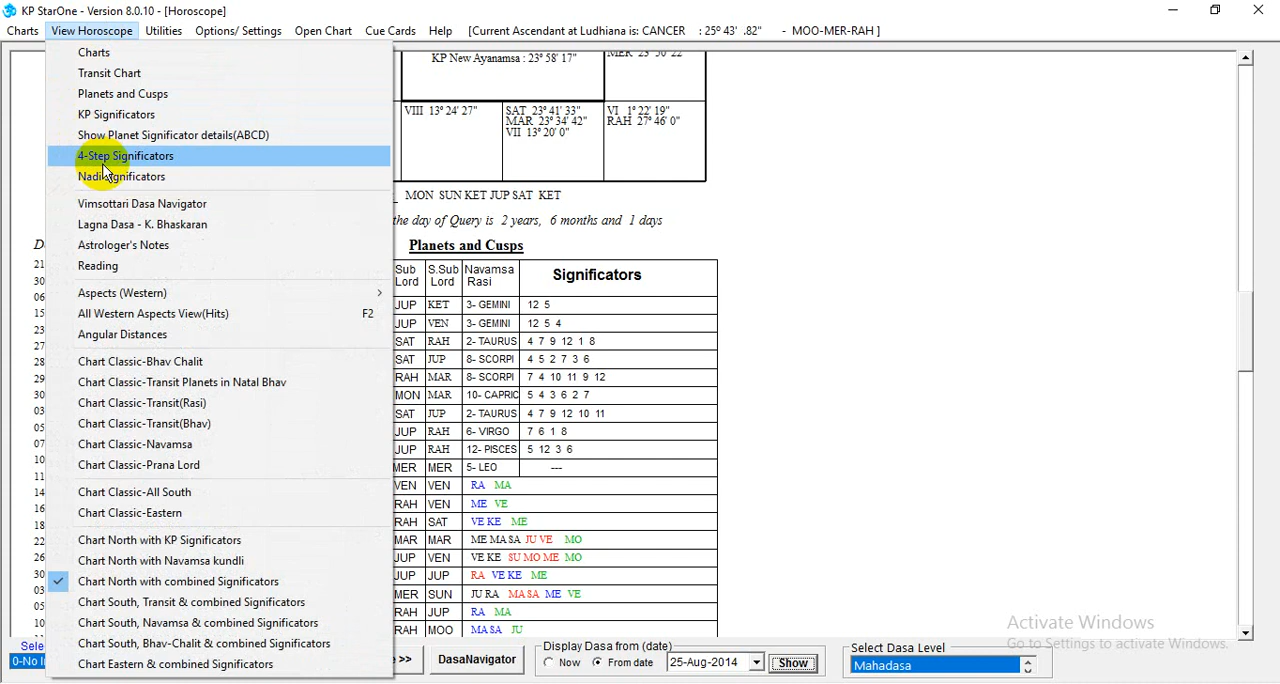 KP StarOne - Version 8.0.10 - [Horoscope]
Charts View Horoscope Utilities Options/ Settings Open Chart Cue Cards Help [Current Ascendant at Ludhiana is: CANCER : 25º 43' .82" - MOO-MER-RAH ]
Charts
Transit Chart
Planets and Cusps
KP Significators
Show Planet Significator details(ABCD)
4-Step Significators
Nadi Significators
Vimsottari Dasa Navigator
Lagna Dasa - K. Bhaskaran
Astrologer's Notes
Reading
Aspects (Western) >
All Western Aspects View(Hits) F2
Angular Distances
Chart Classic-Bhav Chalit
Chart Classic-Transit Planets in Natal Bhav
Chart Classic-Transit(Rasi)
Chart Classic-Transit(Bhav)
Chart Classic-Navamsa
Chart Classic-Prana Lord
Chart Classic-All South
Chart Classic-Eastern
Chart North with KP Significators
Chart North with Navamsa kundli
Chart North with combined Significators
Chart South, Transit & combined Significators
Chart South, Navamsa & combined Significators
Chart South, Bhav-Chalit & combined Significators
Chart Eastern & combined Significators
KP New Ayanamsa : 23º 58' 17"
MER 23º 50' 22"
VIII 13º 24' 27"
SAT 23º 41' 33"
MAR 23º 34' 42"
VII 13º 20' 0"
VI 1º 22' 19"
RAH 27º 46' 0"
MON SUN KET JUP SAT KET
the day of Query is 2 years, 6 months and 1 days
Planets and Cusps
Sub Lord S.Sub Lord Navamsa Rasi Significators
JUP KET 3- GEMINI 12 5
JUP VEN 3- GEMINI 12 5 4
SAT RAH 2- TAURUS 4 7 9 12 1 8
SAT JUP 8- SCORPI 4 5 2 7 3 6
RAH MAR 8- SCORPI 7 4 10 11 9 12
MON MAR 10- CAPRIC 5 4 3 6 2 7
SAT JUP 2- TAURUS 4 7 9 12 10 11
JUP RAH 6- VIRGO 7 6 1 8
JUP RAH 12- PISCES 5 12 3 6
MER MER 5- LEO ---
VEN VEN RA MA
RAH VEN ME VE
RAH SAT VE KE ME
MAR MAR ME MA SA JU VE MO
JUP VEN VE KE SU MO ME MO
JUP JUP RA VE KE ME
MER SUN JU RA MA SA ME VE
RAH JUP RA MA
RAH MOO MA SA JU
Activate Windows
Go to Settings to activate Windows.
>> DasaNavigator
Display Dasa from (date)
Now From date 25-Aug-2014 Show
Select Dasa Level
Mahadasa